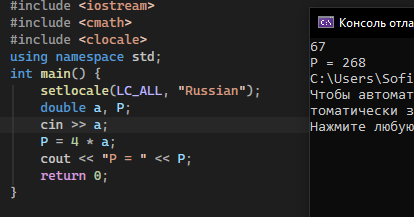 #include <iostream>
#include <cmath>
#include <clocale>
using namespace std;
int main() {
setlocale(LC_ALL, "Russian");
double a, P;
cin >> a;
P = 4 * a;
cout << "P = " << P;
return 0;
}
Консоль отла
67
P = 268
C:\Users\Sofi
Чтобы автомат
томатически з
Нажмите любую